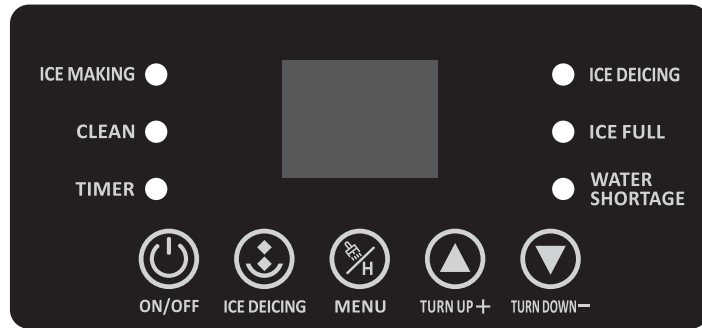 ICE MAKING
ICE DEICING
CLEAN
ICE FULL
TIMER
WATER
SHORTAGE
H
ON/OFF
ICE DEICING
MENU
TURN UP+
TURN DOWN-